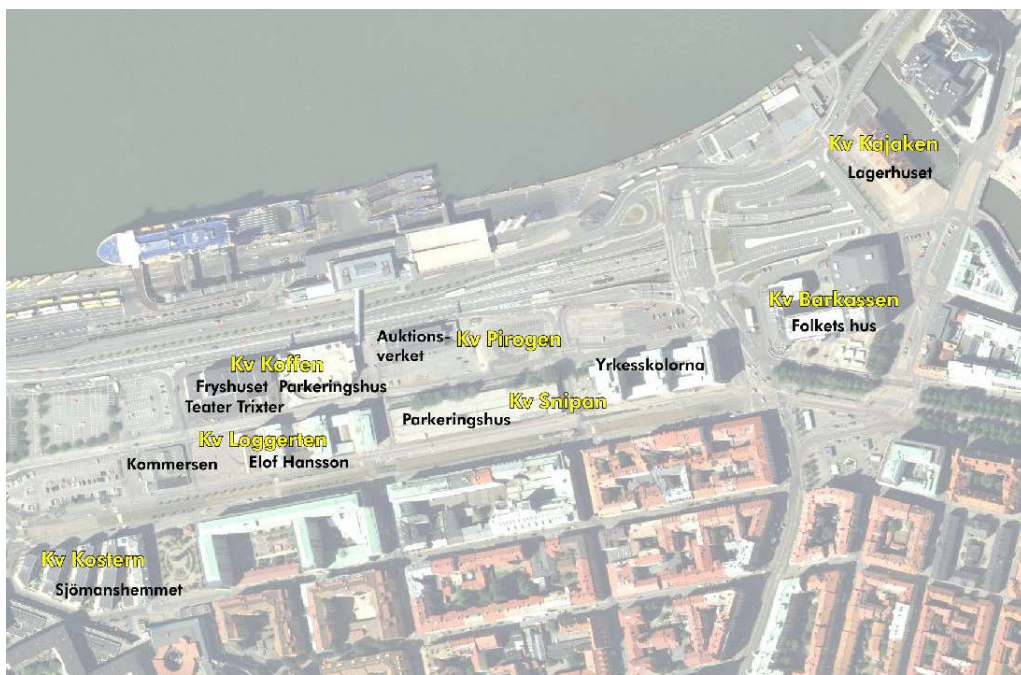 Kv Kajaken
Lagerhuset
Kv Barkassen
Folkets hus
Auktions-
verket
Kv Pirogen
Kv Koffen
Fryshuset Parkeringshus
Teater Trixter
Yrkesskolorna
Kv Snipan
Parkeringshus
Kv Loggerten
Elof Hansson
Kommersen
Kv Kostern
Sjömanshemmet